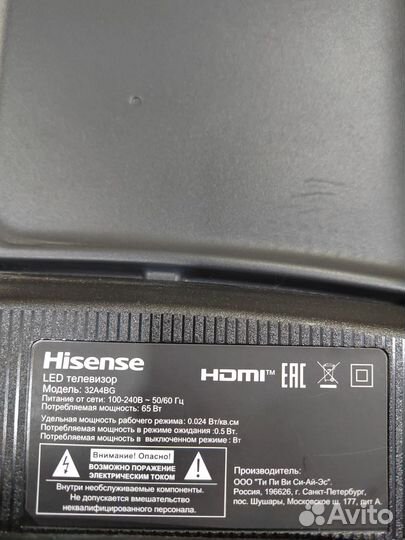 Hisense
HDMI EAC
LED телевизор
Модель: 32A4BG
Питание от сети: 100-240В ~ 50/60 Гц
Потребляемая мощность: 65 Вт
Удельная мощность рабочего режима: 0.024 Вт/кв.см
Потребляемая мощность в режиме ожидания :0.5 Вт.
Потребляемая мощность в выключенном режиме : Вт
Внимание! Опасно!
ВОЗМОЖНО ПОРАЖЕНИЕ
ЭЛЕКТРИЧЕСКИМ ТОКОМ
Внутри необслуживаемые компоненты.
Не допускается вмешательство
неквалифицированного персонала.
Производитель:
ООО "Ти Пи Ви Си-Ай-Эс".
Россия, 196626, г. Санкт-Петербург,
пос. Шушары, Московское ш. 177, лит А.
Avito